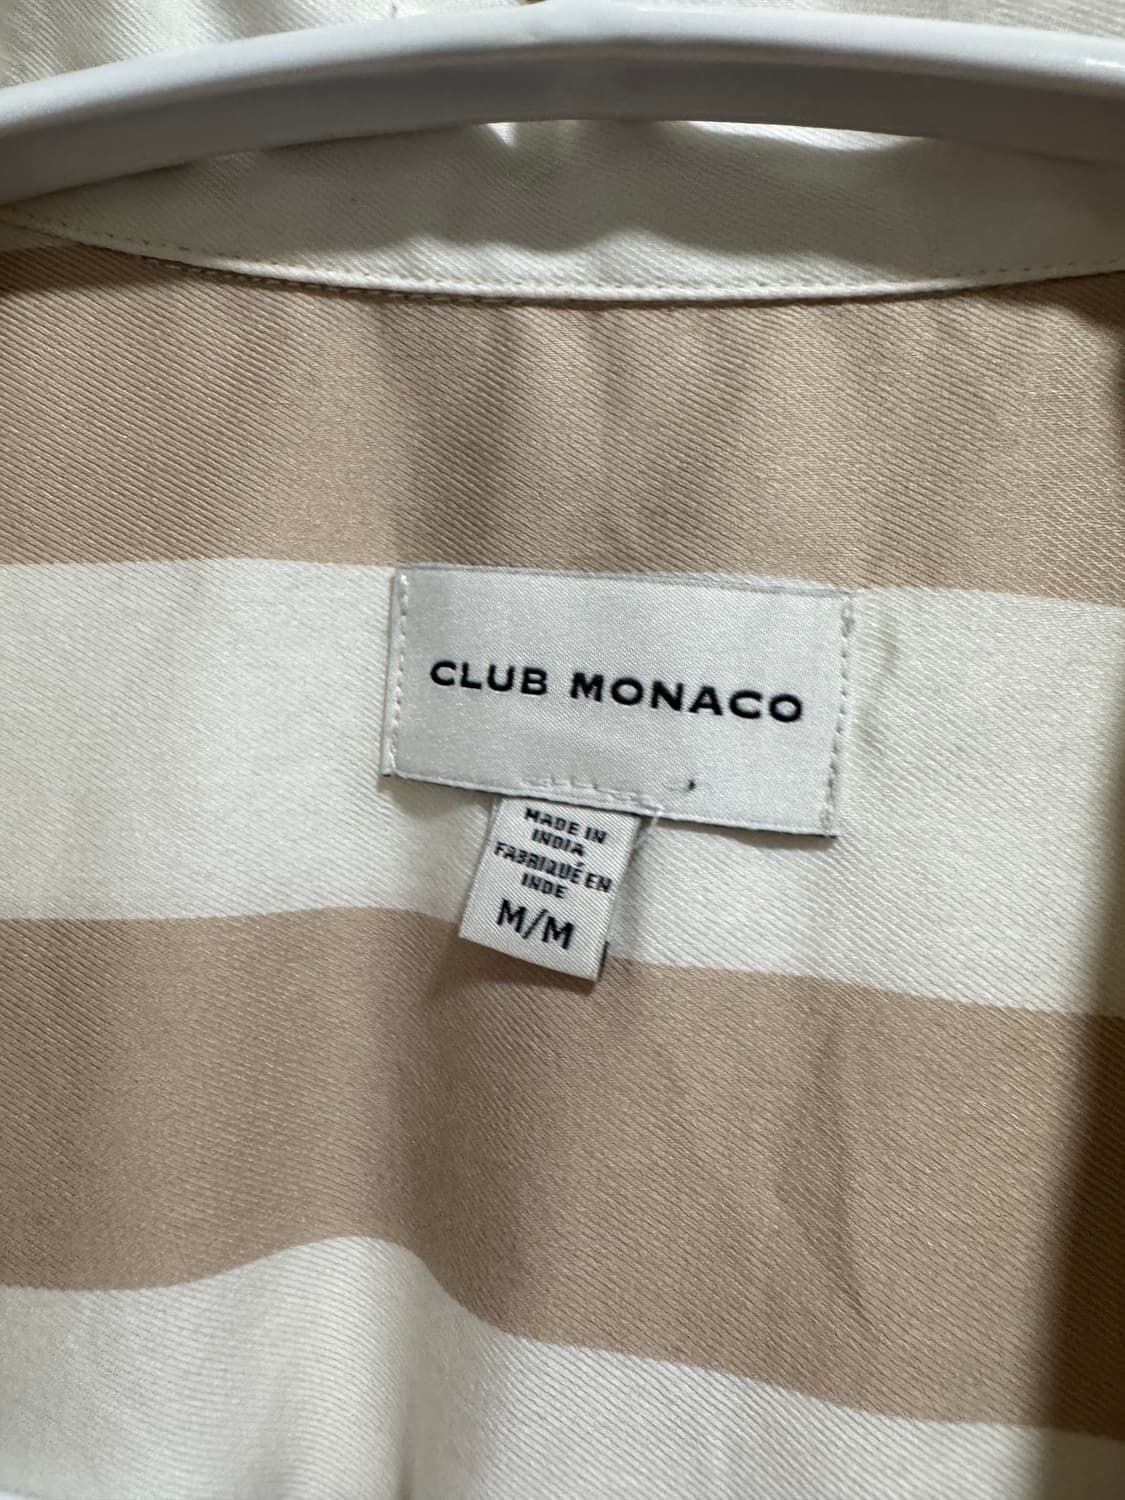 CLUB MONACO
MADE IN
INDIA
FABRIQUÉ EN
INDE
M/M